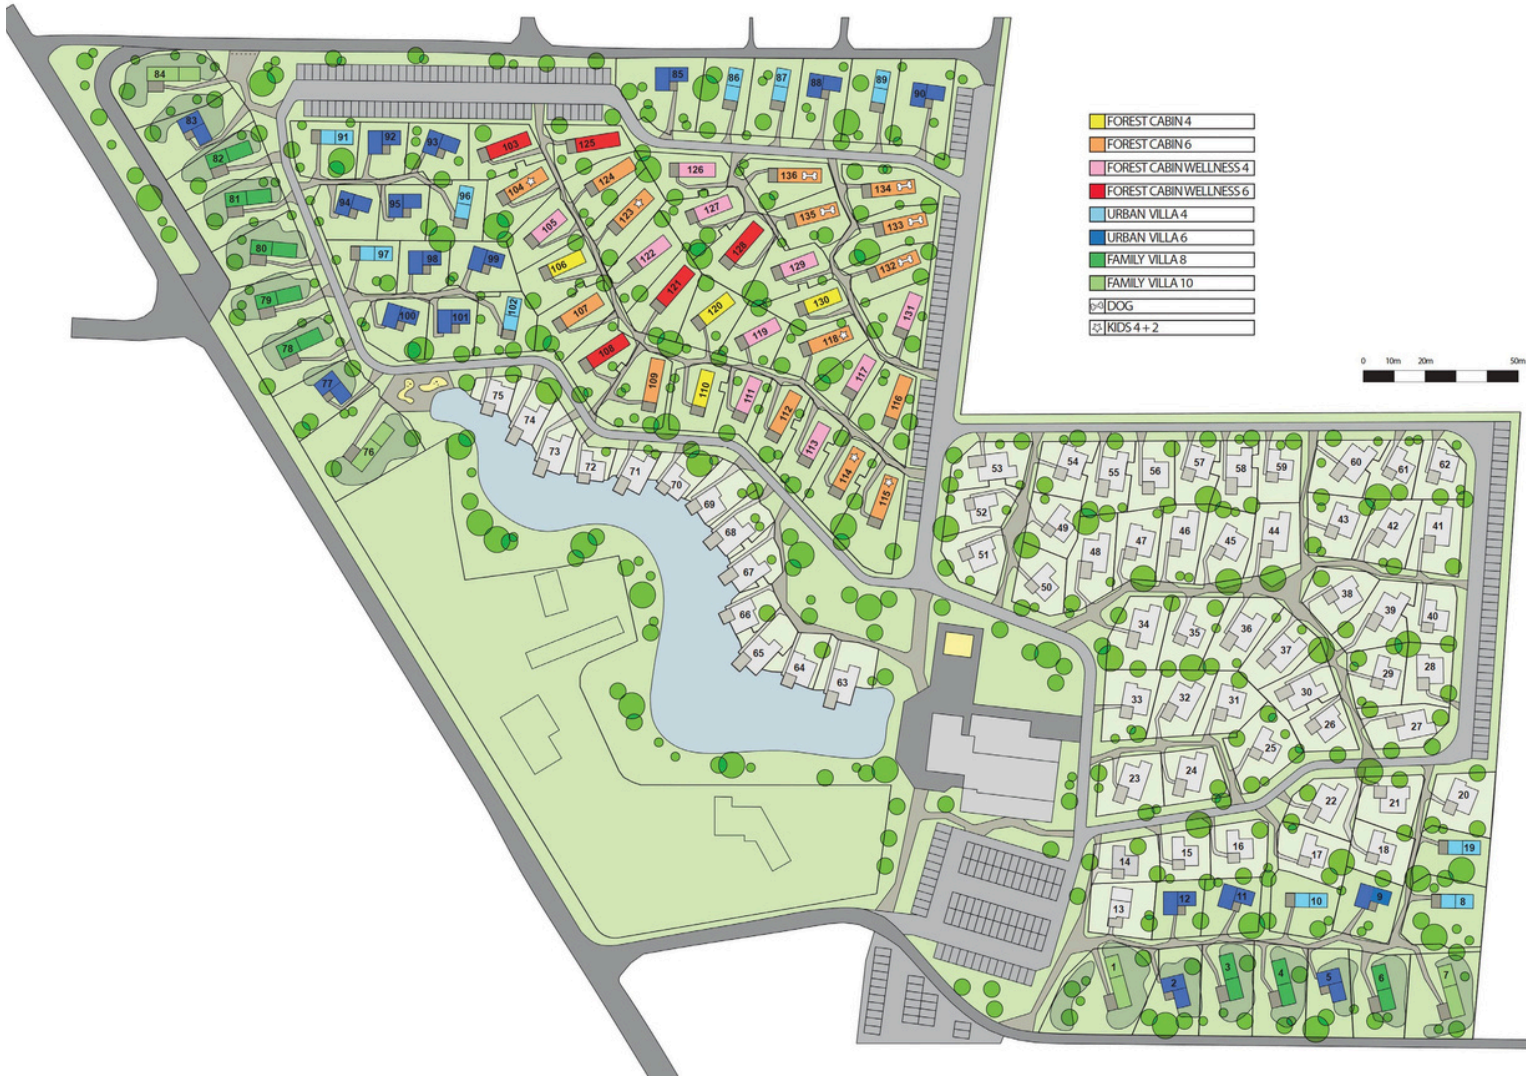 FOREST CABIN 4
FOREST CABIN 6
FOREST CABIN WELLNESS 4
FOREST CABIN WELLNESS 6
URBAN VILLA 4
URBAN VILLA 6
FAMILY VILLA 8
FAMILY VILLA 10
DOG
KIDS 4 + 2
0 10m 20m 50m
84
85 86 87 88 89 90
83
82
91 92 93 103 125
126 136 134
104 124
81
94 95 96
105 123 127 135 133
80
97 98 99
106 122 128 129 132
79
100 101 102
107 121 120 130 131
78
108 119 118
77
109 110 111 117 116
76
75 74 73 72 71 70 69 68 67 66 65 64 63
112 113 114 115
53 54 55 56 57 58 59 60 61 62
52 49 48 47 46 45 44 43 42 41
51 50
38 39 40
34 35 36 37
33 32 31 30 29 28
26 27
25
23 24
22 21 20
14 15 16 17 18 19
13 12 11 10 9 8
1 2 3 4 5 6 7